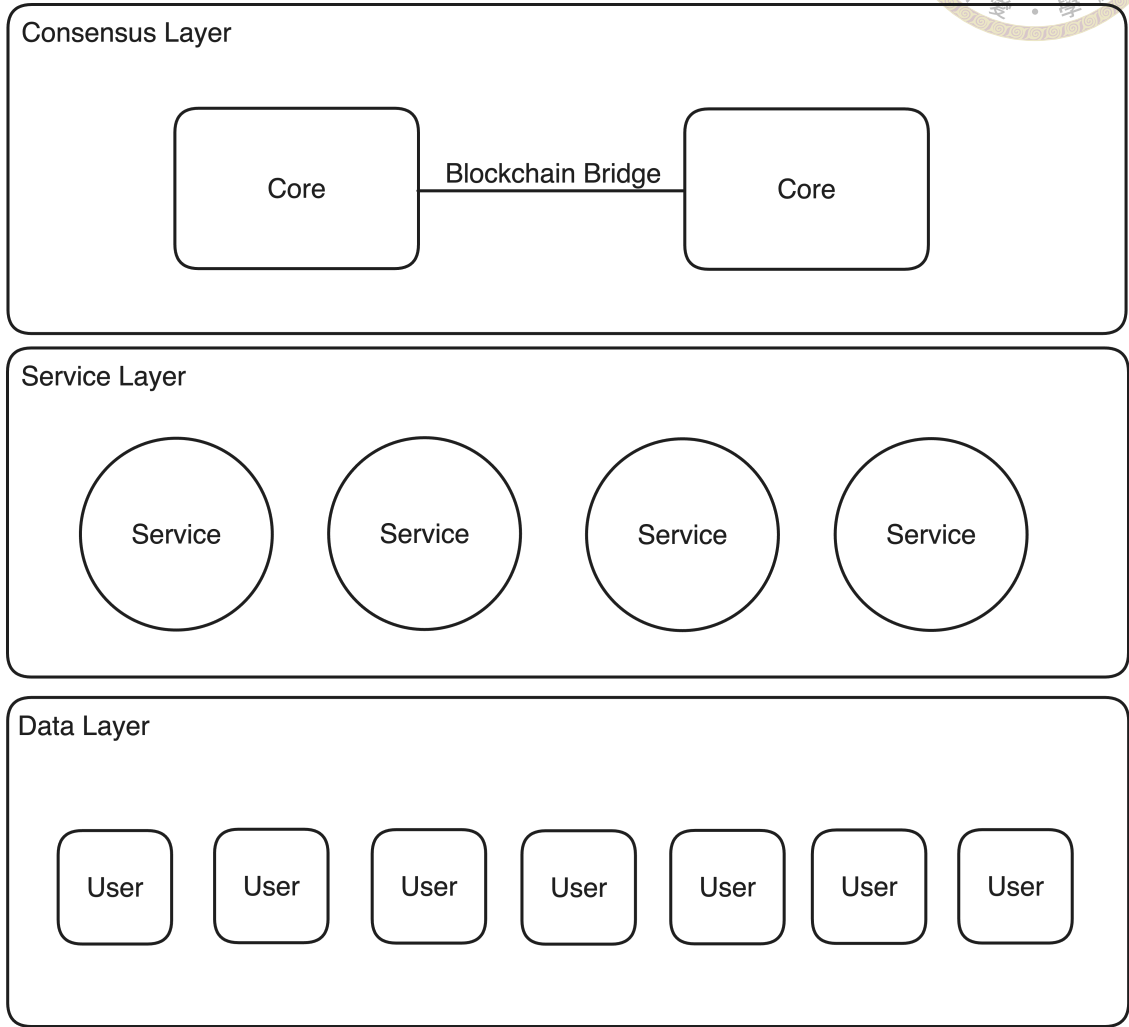 Consensus Layer
Core
Blockchain Bridge
Core
Service Layer
Service
Service
Service
Service
Data Layer
User
User
User
User
User
User
User